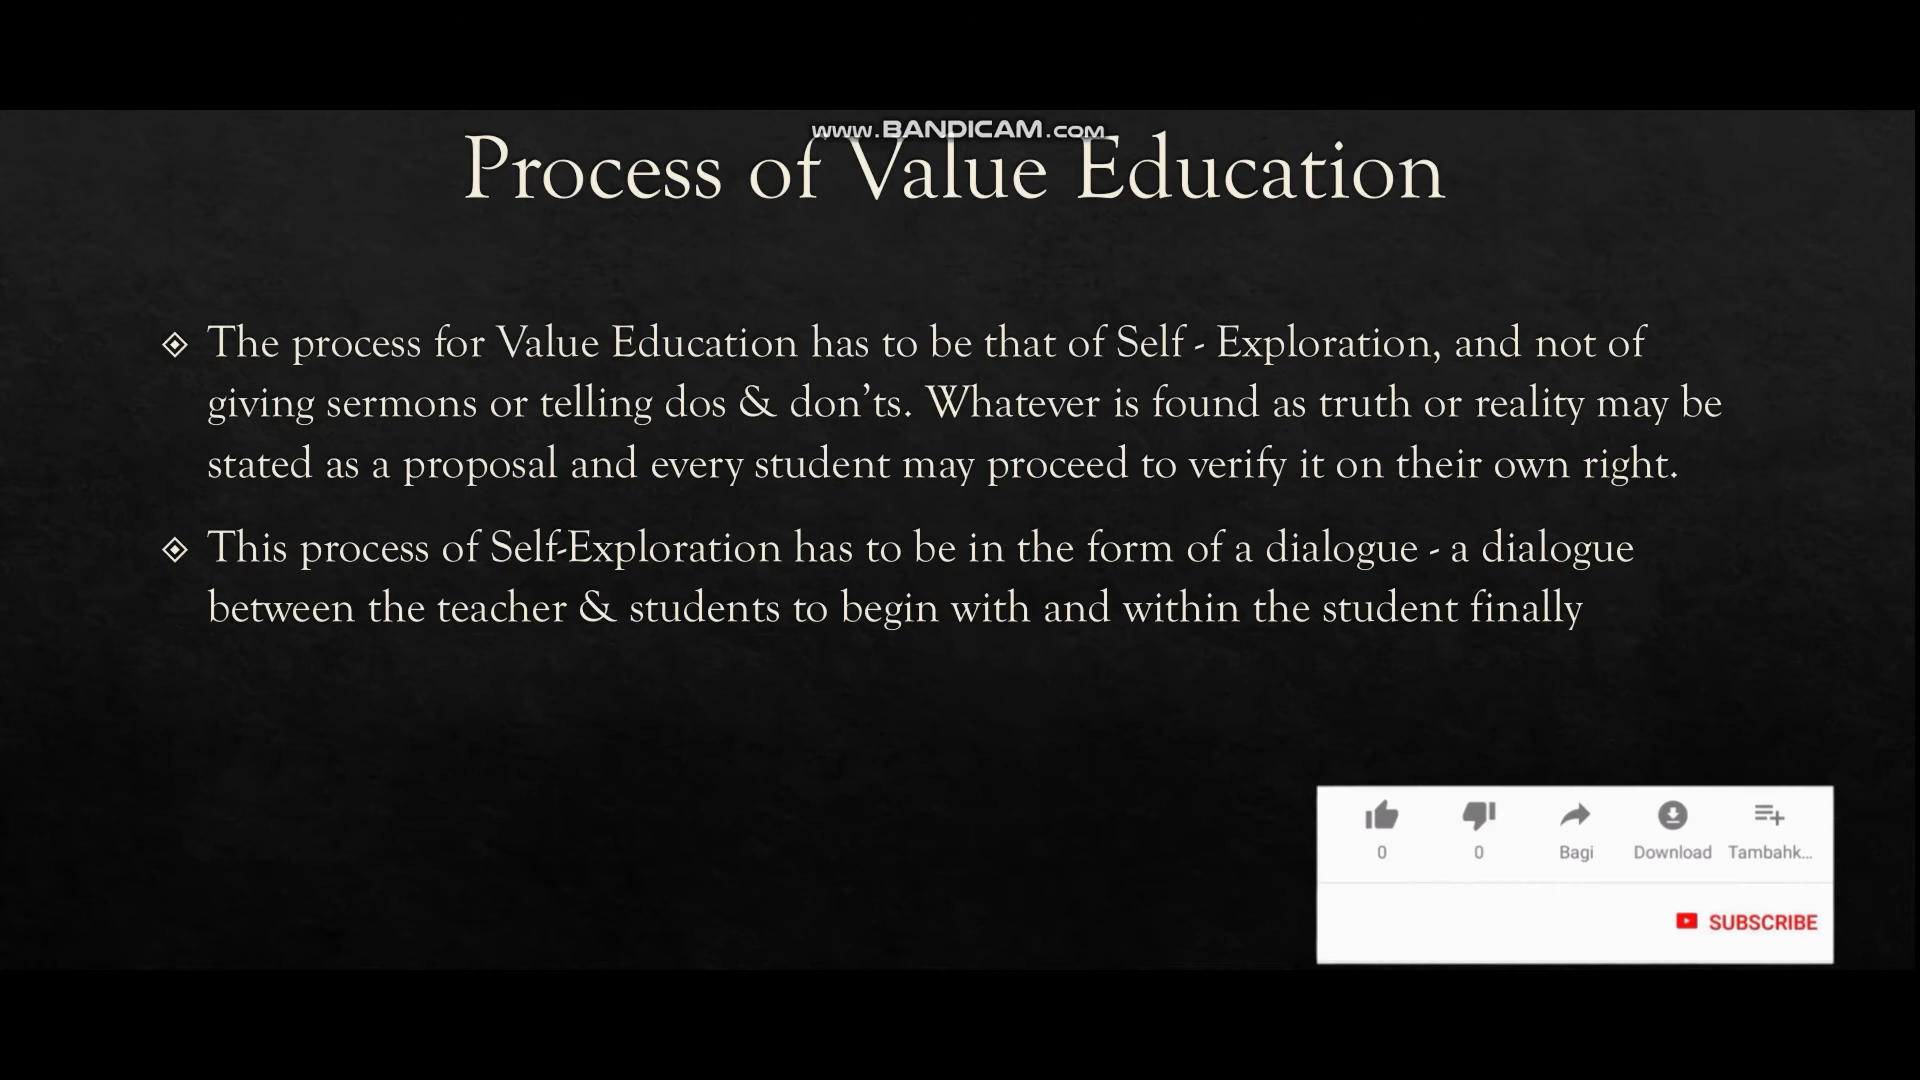 www.BANDICAM.com
Process of Value Education
The process for Value Education has to be that of Self - Exploration, and not of
giving sermons or telling dos & don’ts. Whatever is found as truth or reality may be
stated as a proposal and every student may proceed to verify it on their own right.
This process of Self-Exploration has to be in the form of a dialogue - a dialogue
between the teacher & students to begin with and within the student finally
0 0 Bagi Download Tambahk...
SUBSCRIBE